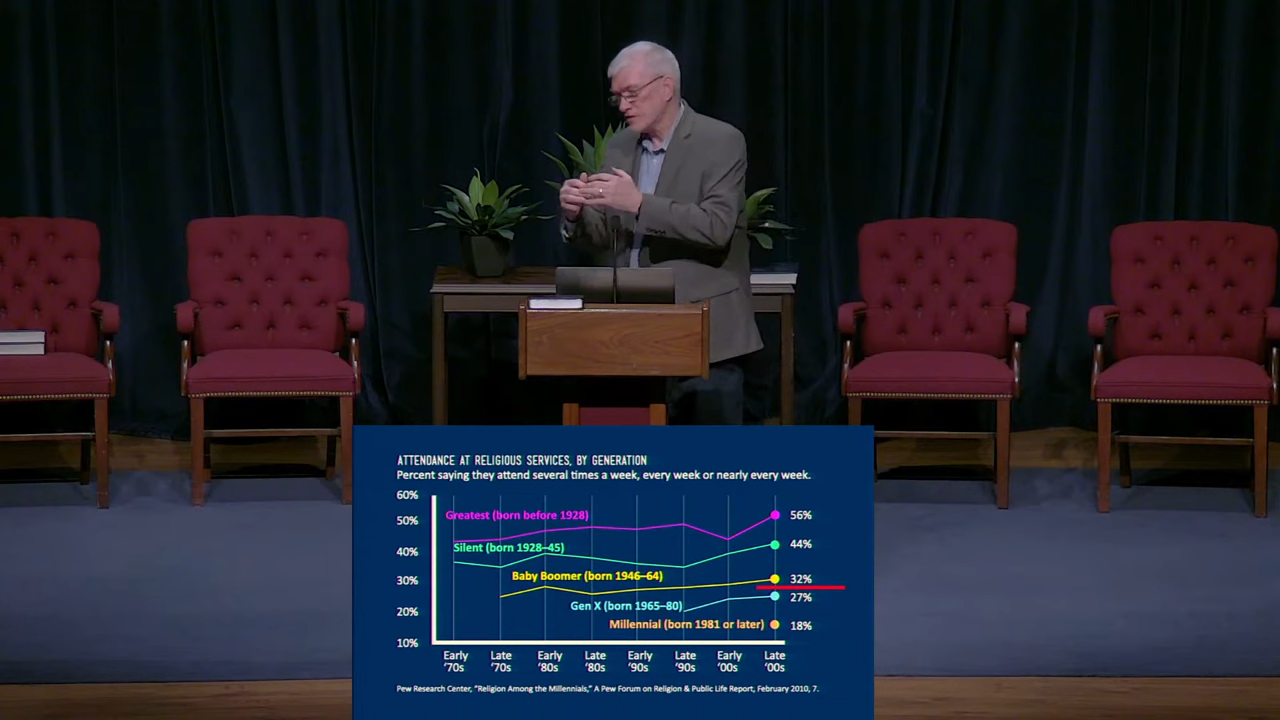 ATTENDANCE AT RELIGIOUS SERVICES, BY GENERATION
Percent saying they attend several times a week, every week or nearly every week.
60%
50%
40%
30%
20%
10%
Greatest (born before 1928)
56%
Silent (born 1928–45)
44%
Baby Boomer (born 1946–64)
32%
Gen X (born 1965–80)
27%
Millennial (born 1981 or later)
18%
Early '70s
Late '70s
Early '80s
Late '80s
Early '90s
Late '90s
Early '00s
Late '00s
Pew Research Center, "Religion Among the Millennials," A Pew Forum on Religion & Public Life Report, February 2010, 7.